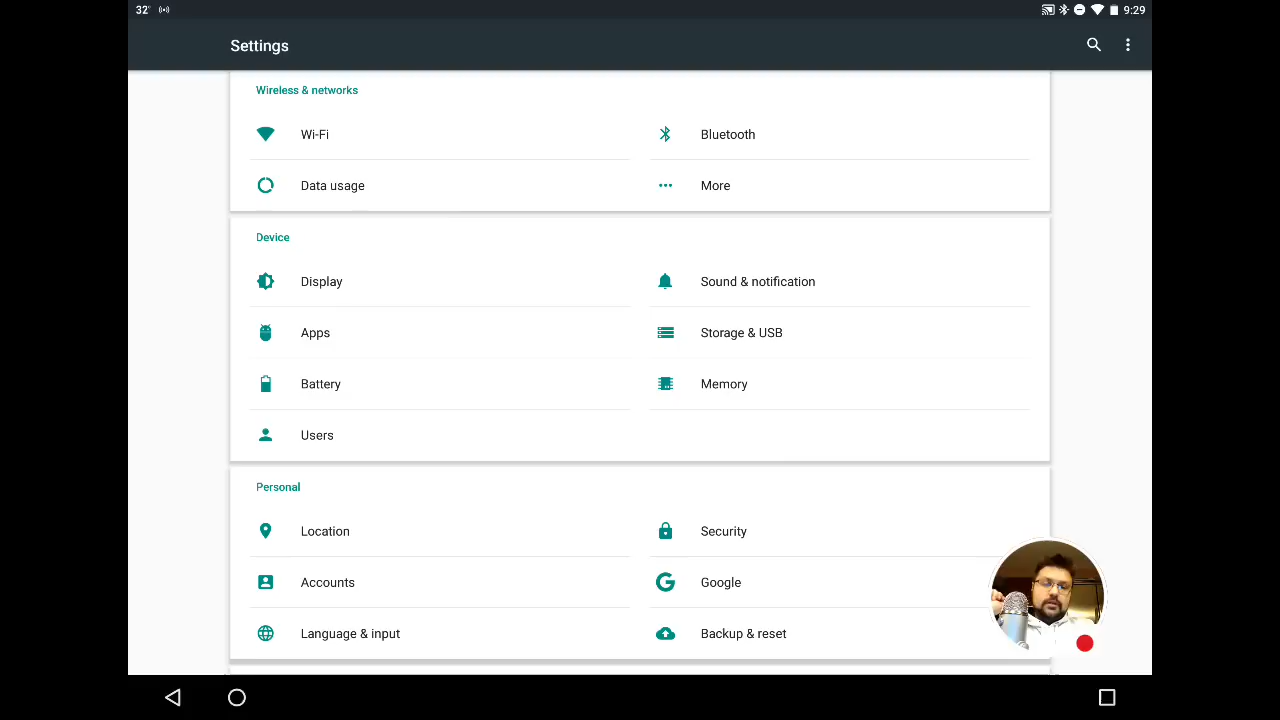 32° 9:29
Settings
Wireless & networks
Wi-Fi Bluetooth
Data usage More
Device
Display Sound & notification
Apps Storage & USB
Battery Memory
Users
Personal
Location Security
Accounts Google
Language & input Backup & reset